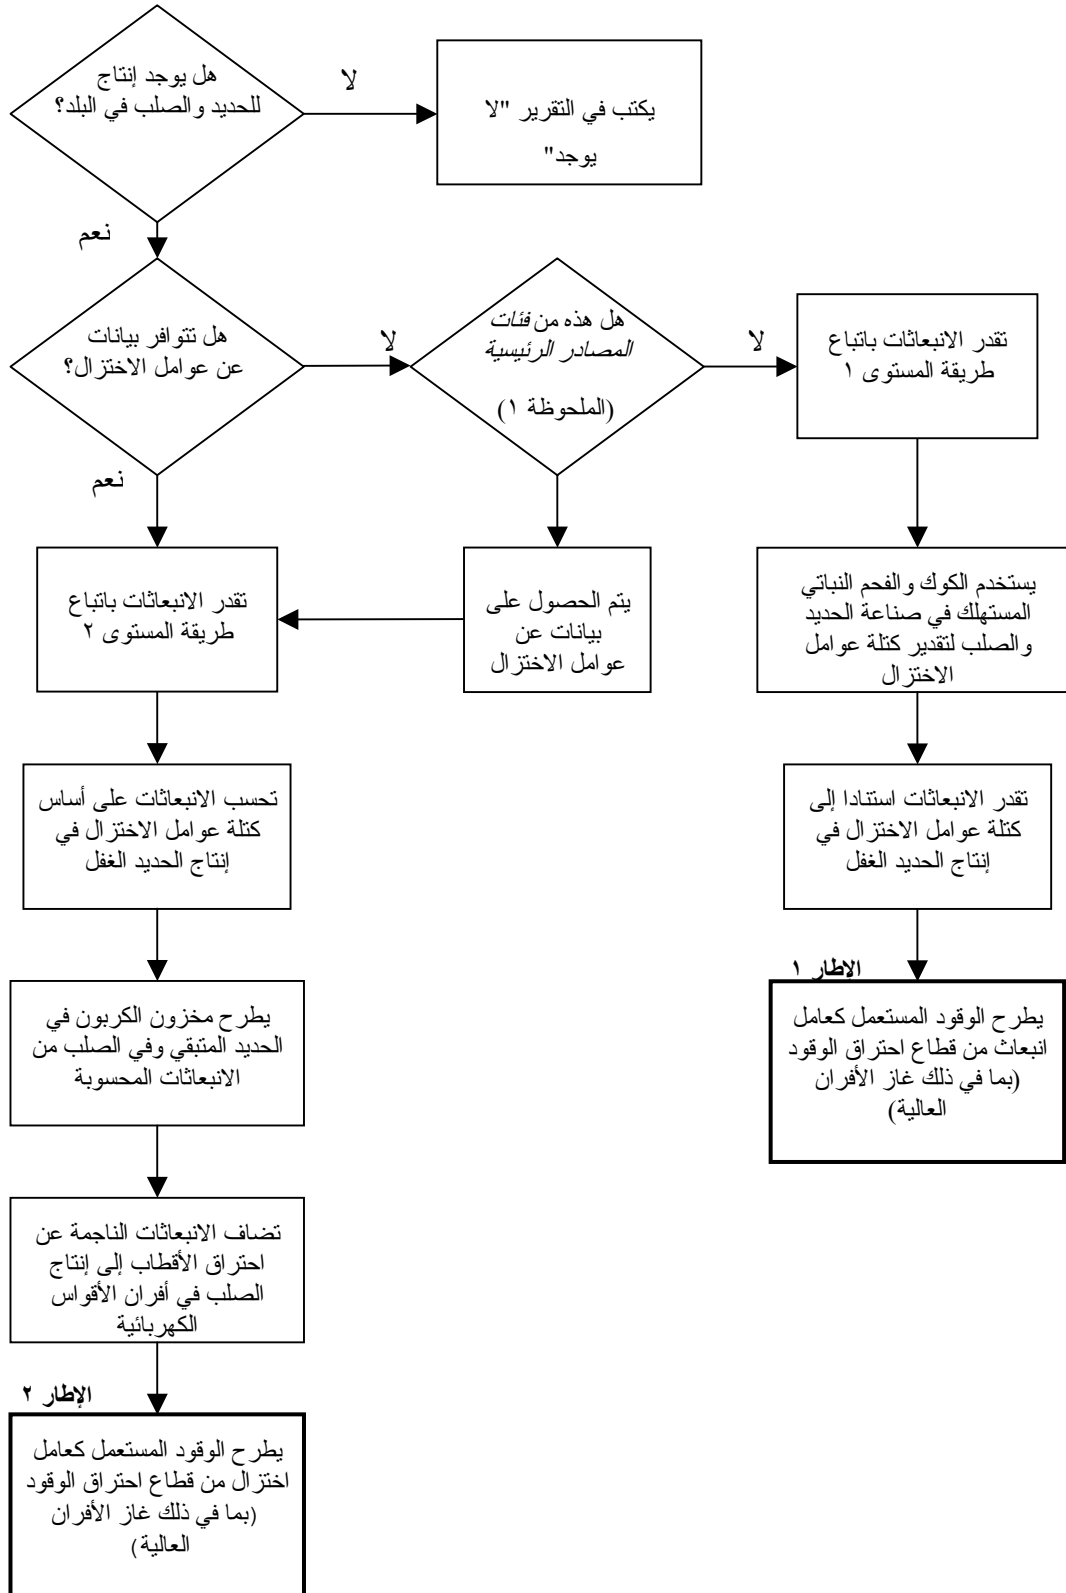 هل يوجد إنتاج
للحديد والصلب في البلد؟
لا
يكتب في التقرير "لا
يوجد"
نعم
هل تتوافر بيانات
عن عوامل الاختزال؟
لا
هل هذه من فئات
المصادر الرئيسية
(الملحوظة ١)
لا
تقدر الانبعاثات باتباع
طريقة المستوى ١
نعم
تقدر الانبعاثات باتباع
طريقة المستوى ٢
يتم الحصول على
بيانات عن
عوامل الاختزال
يستخدم الكوك والفحم النباتي
المستهلك في صناعة الحديد
والصلب لتقدير كتلة عوامل
الاختزال
تحسب الانبعاثات على أساس
كتلة عوامل الاختزال في
إنتاج الحديد الغفل
تقدر الانبعاثات استنادا إلى
كتلة عوامل الاختزال في
إنتاج الحديد الغفل
الإطار ١
يطرح الوقود المستعمل كعامل
انبعاث من قطاع احتراق الوقود
(بما في ذلك غاز الأفران
العالية)
يطرح مخزون الكربون في
الحديد المتبقي وفي الصلب من
الانبعاثات المحسوبة
تضاف الانبعاثات الناجمة عن
احتراق الأقطاب إلى إنتاج
الصلب في أفران الأقواس
الكهربائية
الإطار ٢
يطرح الوقود المستعمل كعامل
اختزال من قطاع احتراق الوقود
(بما في ذلك غاز الأفران
العالية)